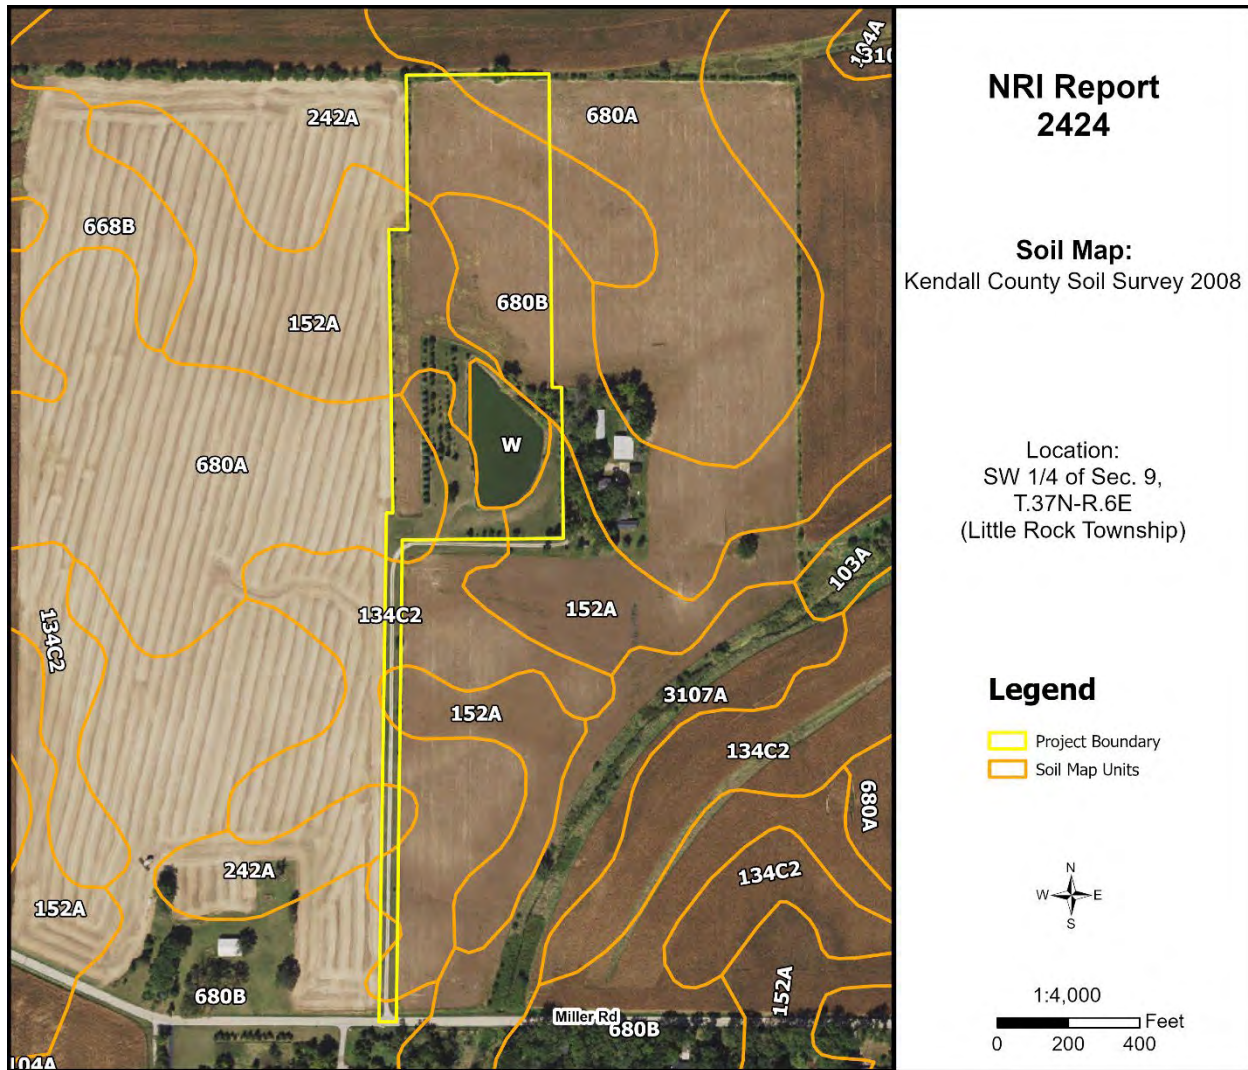 104A
310
242A
680A
668B
680B
152A
W
680A
103A
134C2
152A
134C2
3107A
152A
134C2
680A
242A
134C2
152A
152A
680B
Miller Rd
680B
104A
NRI Report
2424
Soil Map:
Kendall County Soil Survey 2008
Location:
SW 1/4 of Sec. 9,
T.37N-R.6E
(Little Rock Township)
Legend
Project Boundary
Soil Map Units
N
W E
S
1:4,000
Feet
0 200 400